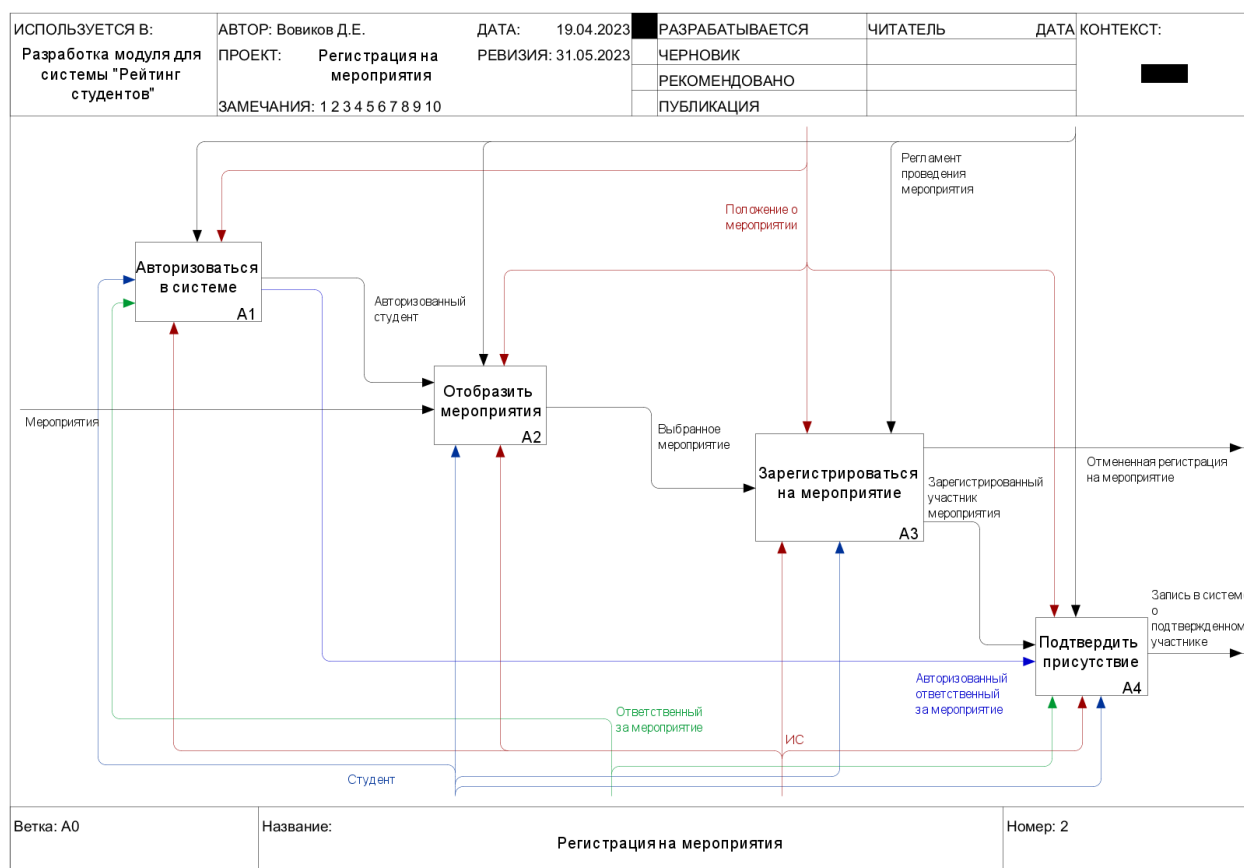 ИСПОЛЬЗУЕТСЯ В:
Разработка модуля для
системы "Рейтинг
студентов"
АВТОР: Вовиков Д.Е.
ДАТА: 19.04.2023
ПРОЕКТ: Регистрация на
мероприятия
РЕВИЗИЯ: 31.05.2023
ЗАМЕЧАНИЯ: 1 2 3 4 5 6 7 8 9 10
РАЗРАБАТЫВАЕТСЯ
ЧЕРНОВИК
РЕКОМЕНДОВАНО
ПУБЛИКАЦИЯ
ЧИТАТЕЛЬ
ДАТА
КОНТЕКСТ:
Регламент
проведения
мероприятия
Положение о
мероприятии
Авторизоваться
в системе
A1
Авторизованный
студент
Отобразить
мероприятия
A2
Мероприятия
Выбранное
мероприятие
Зарегистрироваться
на мероприятие
A3
Отмененная регистрация
на мероприятие
Зарегистрированный
участник
мероприятия
Запись в систем
о
подтвержденном
участнике
Подтвердить
присутствие
A4
Авторизованный
ответственный
за мероприятие
Ответственный
за мероприятие
ИС
Студент
Ветка: A0
Название:
Регистрация на мероприятия
Номер: 2